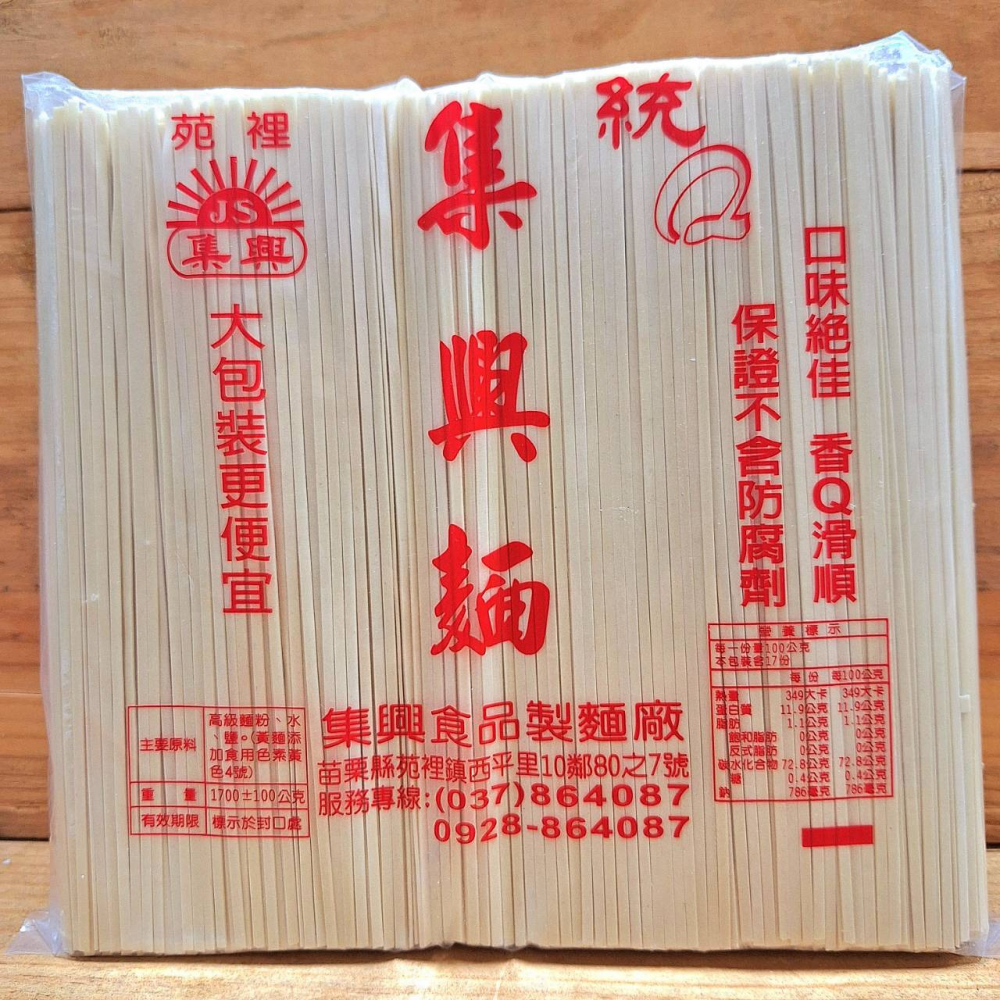 苑裡
JS
集興
大包裝更便宜
集興麵
統
Q
口味絕佳 香Q滑順
保證不含防腐劑
主要原料 高級麵粉、水
、鹽。(黃麵添
加食用色素黃
色4號)
重量 1700±100公克
有效期限 標示於封口處
集興食品製麵廠
苗栗縣苑裡鎮西平里10鄰80之7號
服務專線:(037)864087
0928-864087
營養標示
每一份量100公克
本包裝含17份
每份 每100公克
熱量 349大卡 349大卡
蛋白質 11.9公克 11.9公克
脂肪 1.1公克 1.1公克
飽和脂肪 0公克 0公克
反式脂肪 0公克 0公克
碳水化合物 72.8公克 72.8公克
糖 0.4公克 0.4公克
鈉 786毫克 786毫克